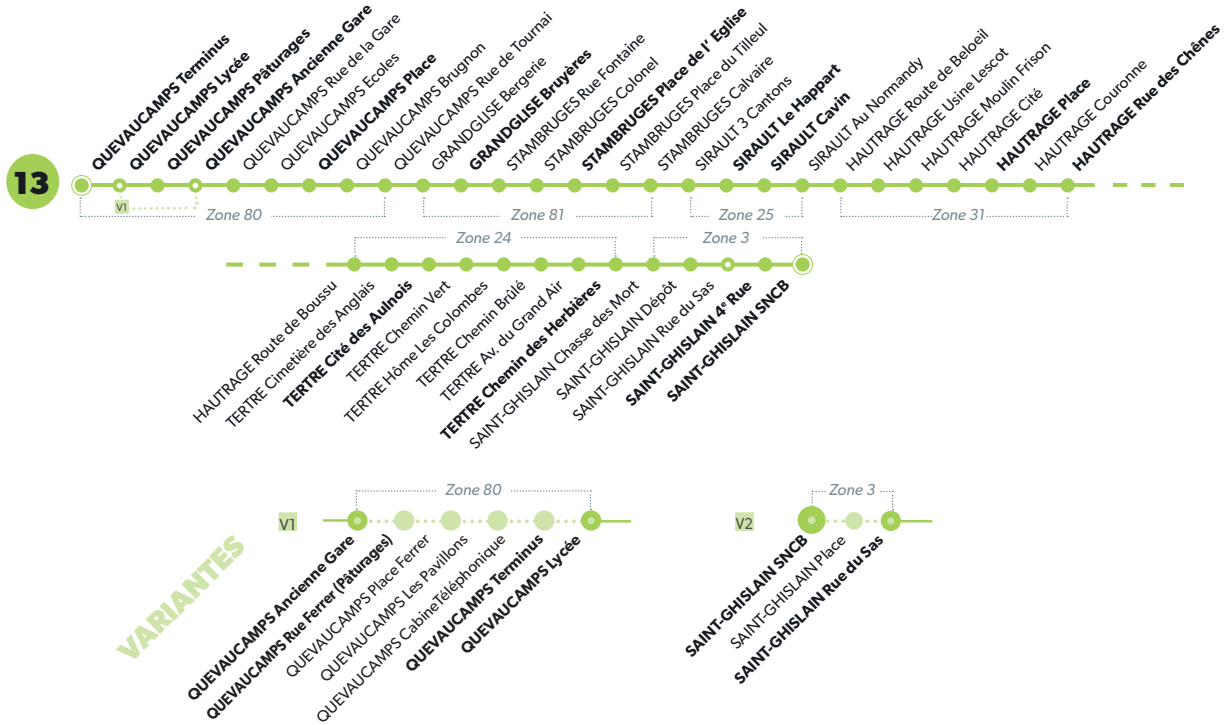 13
QUEVAUCAMPS Terminus
QUEVAUCAMPS Lycée
QUEVAUCAMPS Pâturages
QUEVAUCAMPS Ancienne Gare
QUEVAUCAMPS Rue de la Gare
QUEVAUCAMPS Ecoles
QUEVAUCAMPS Place
QUEVAUCAMPS Brugnon
QUEVAUCAMPS Rue de Tournai
GRANDGLISE Bergerie
GRANDGLISE Bruyères
STAMBRUGES Rue Fontaine
STAMBRUGES Colonel
STAMBRUGES Place de l' Eglise
STAMBRUGES Place du Tilleul
STAMBRUGES Calvaire
SIRAULT 3 Cantons
SIRAULT Le Happart
SIRAULT Cavin
SIRAULT Au Normandy
HAUTRAGE Route de Beloeil
HAUTRAGE Usine Lescot
HAUTRAGE Moulin Frison
HAUTRAGE Cité
HAUTRAGE Place
HAUTRAGE Couronne
HAUTRAGE Rue des Chênes
V1
Zone 80
Zone 81
Zone 25
Zone 31
Zone 24
Zone 3
HAUTRAGE Route de Boussu
TERTRE Cimetière des Anglais
TERTRE Cité des Aulnois
TERTRE Chemin Vert
TERTRE Hôme Les Colombes
TERTRE Chemin Brûlé
TERTRE Av. du Grand Air
TERTRE Chemin des Herbières
SAINT-GHISLAIN Chasse des Mort
SAINT-GHISLAIN Dépôt
SAINT-GHISLAIN Rue du Sas
SAINT-GHISLAIN 4e Rue
SAINT-GHISLAIN SNCB
VARIANTES
V1
Zone 80
QUEVAUCAMPS Ancienne Gare
QUEVAUCAMPS Rue Ferrer (Pâturages)
QUEVAUCAMPS Place Ferrer
QUEVAUCAMPS Les Pavillons
QUEVAUCAMPS CabineTéléphonique
QUEVAUCAMPS Terminus
QUEVAUCAMPS Lycée
V2
Zone 3
SAINT-GHISLAIN SNCB
SAINT-GHISLAIN Place
SAINT-GHISLAIN Rue du Sas